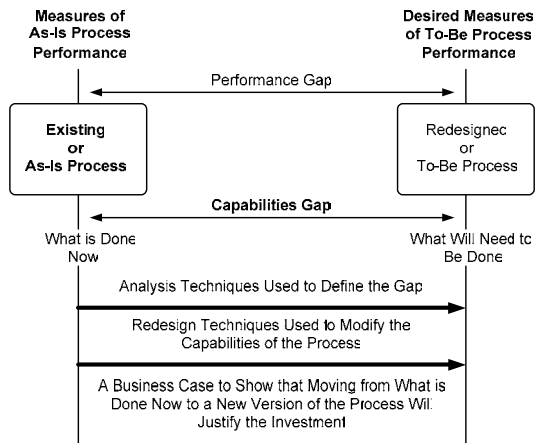 Measures of
As-Is Process
Performance
Desired Measures
of To-Be Process
Performance
Performance Gap
Existing
or
As-Is Process
Redesigned
or
To-Be Process
Capabilities Gap
What is Done
Now
What Will Need to
Be Done
Analysis Techniques Used to Define the Gap
Redesign Techniques Used to Modify the
Capabilities of the Process
A Business Case to Show that Moving from What is
Done Now to a New Version of the Process Will
Justify the Investment